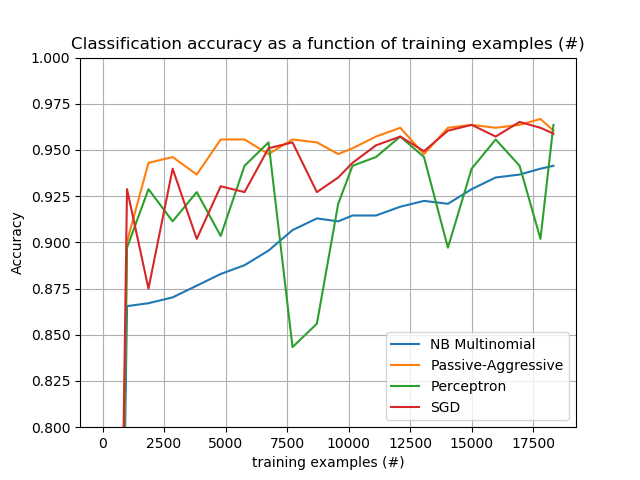 Classification accuracy as a function of training examples (#)
1.000
0.975
0.950
0.925
0.900
0.875
0.850
0.825
0.800
Accuracy
NB Multinomial
Passive-Aggressive
Perceptron
SGD
0 2500 5000 7500 10000 12500 15000 17500
training examples (#)